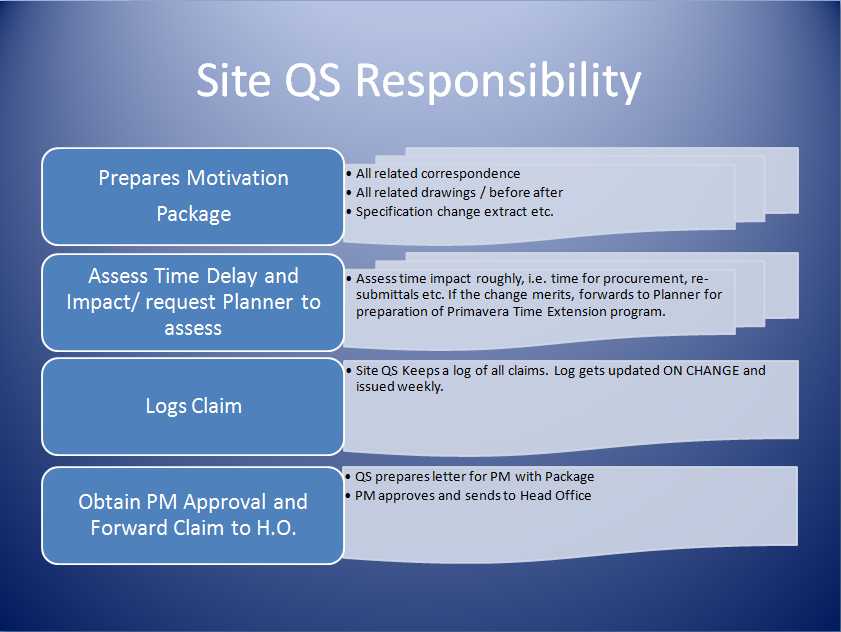 Site QS Responsibility
Prepares Motivation
Package
• All related correspondence
• All related drawings / before after
• Specification change extract etc.
Assess Time Delay and
Impact/ request Planner to
assess
• Assess time impact roughly, i.e. time for procurement, re-
submittals etc. If the change merits, forwards to Planner for
preparation of Primavera Time Extension program.
Logs Claim
• Site QS Keeps a log of all claims. Log gets updated ON CHANGE and
issued weekly.
Obtain PM Approval and
Forward Claim to H.O.
• QS prepares letter for PM with Package
• PM approves and sends to Head Office